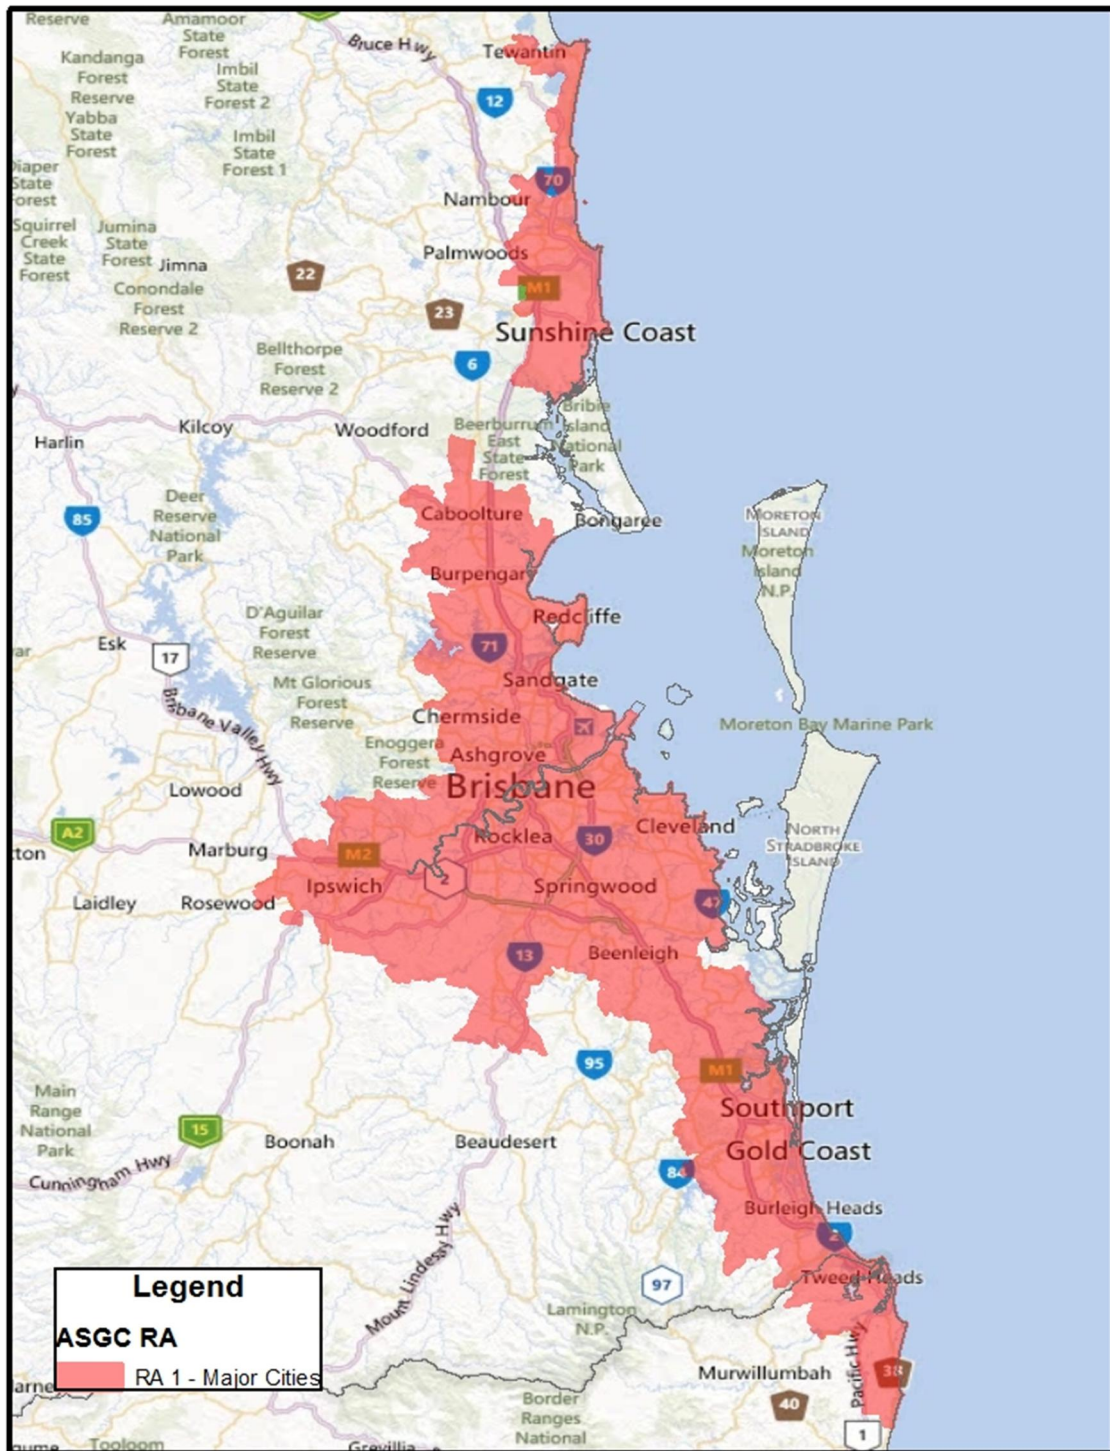 Reserve
Amamoor
State
Forest
Bruce Hwy
Tewantin
Kandanga
Forest
Reserve
Imbil
State
Forest 2
12
Yabba
State
Forest
Imbil
State
Forest 1
State
70
Nambour
Squirrel
Creek
State
Forest
Jumina
State
Forest
Jimna
Palmwoods
22
M1
Conondale
Forest
Reserve 2
23
Sunshine Coast
Bellthorpe
Forest
Reserve 2
6
Bribie
Island
National
Park
Beerburrum
East
State
Forest
Kilcoy
Woodford
Harlin
Deer
Reserve
National
Park
85
Caboolture
Bongaree
MORETON
ISLAND
Moreton
Island
N.P.
Burpengary
D'Aguilar
Forest
Reserve
Redcliffe
71
Esk
17
Sandgate
Mt Glorious
Forest
Reserve
Brisbane Valley Hwy
Chermside
Moreton Bay Marine Park
Enoggera
Forest
Reserve
Ashgrove
Brisbane
Lowood
A2
Rocklea
30
Cleveland
NORTH
STRADBROKE
ISLAND
Marburg
M2
2
Ipswich
Springwood
Laidley
Rosewood
47
13
Beenleigh
95
M1
Main
Range
National
Park
Southport
15
Boonah
Beaudesert
Gold Coast
84
Cunningham Hwy
Burleigh Heads
2
Mount Lindesay Hwy
97
Tweed Heads
Legend
ASGC RA
RA 1 - Major Cities
Lamington
N.P.
Pacific Hwy
Murwillumbah
38
40
Border
Ranges
National
1
Tooloom
Grevillia